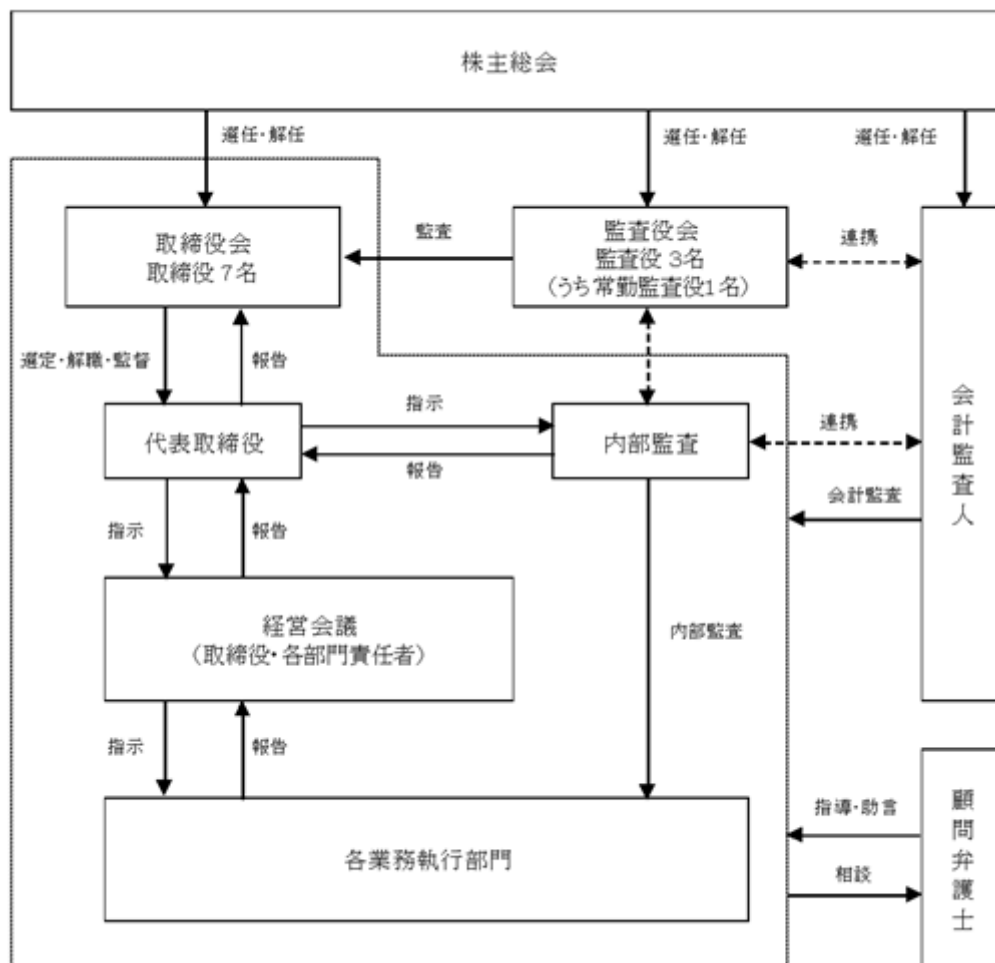 株主総会
選任・解任
選任・解任
選任・解任
取締役会
取締役7名
監査
監査役会
監査役3名
(うち常勤監査役1名)
連携
選定・解職・監督
報告
代表取締役
指示
報告
内部監査
連携
会計監査人
会計監査
指示
報告
経営会議
(取締役・各部門責任者)
内部監査
指示
報告
各業務執行部門
指導・助言
相談
顧問弁護士